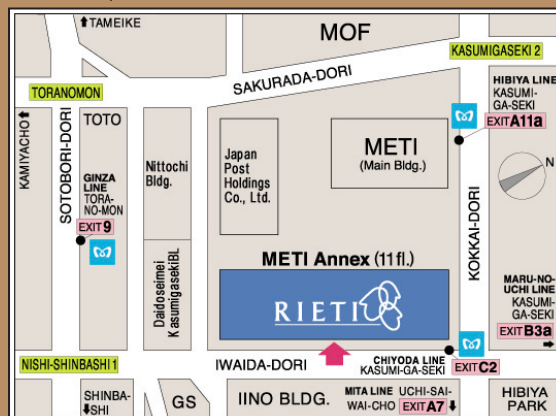 TAMEIKE
MOF
KASUMIGASEKI 2
SAKURADA-DORI
TORANOMON
HIBIYA LINE
KASUMI-
GA-SEKI
EXIT A11a
KAMIYACHO
SOTOBORI-DORI
TOTO
GINZA
LINE
TORA-
NO-MON
EXIT 9
Nittochi
Bldg.
Japan
Post
Holdings
Co., Ltd.
METI
(Main Bldg.)
N
KOKKAI-DORI
Daidoseimei
KasumigasekiBL
METI Annex (11 fl.)
RIETI
MARU-NO-
UCHI LINE
KASUMI-
GA-SEKI
EXIT B3a
NISHI-SHINBASHI 1
IWAIDA-DORI
CHIYODA LINE
KASUMI-GA-SEKI
EXIT C2
SHINBA-
SHI
GS
IINO BLDG.
MITA LINE UCHI-SAI-
WAI-CHO EXIT A7
HIBIYA
PARK